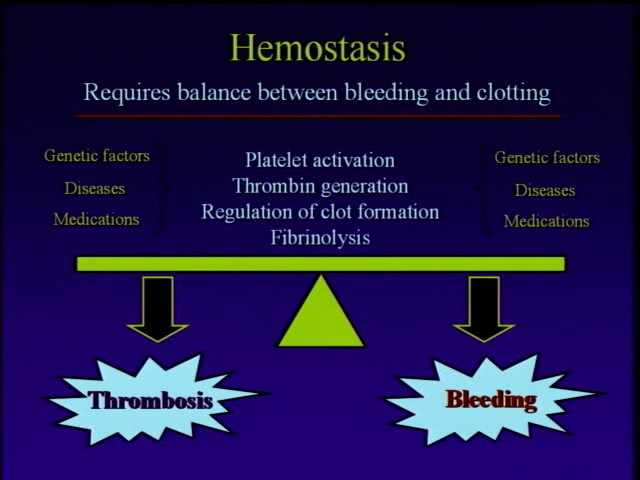 Hemostasis
Requires balance between bleeding and clotting
Genetic factors
Diseases
Medications
Platelet activation
Thrombin generation
Regulation of clot formation
Fibrinolysis
Genetic factors
Diseases
Medications
Thrombosis
Bleeding